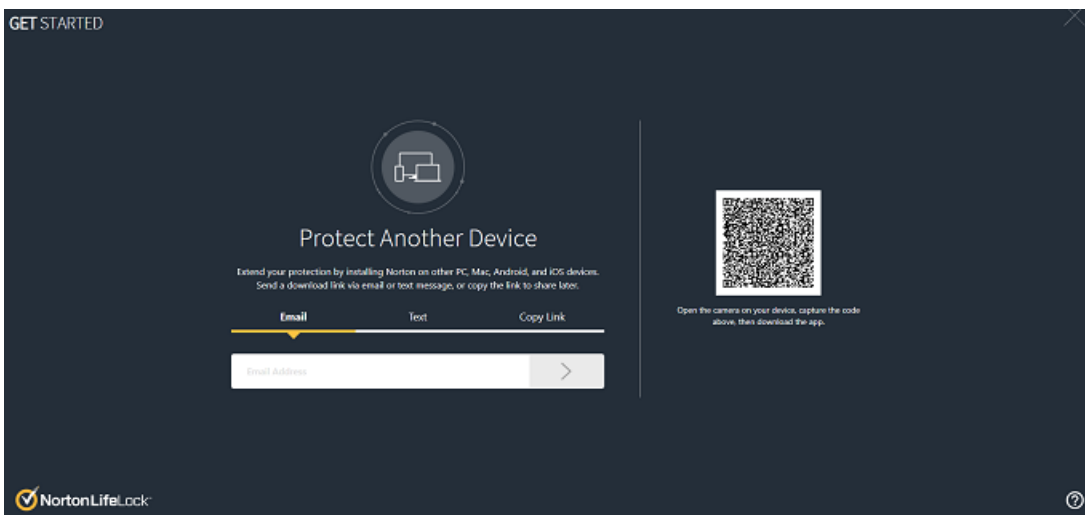 GET STARTED
Protect Another Device
Extend your protection by installing Norton on other PC, Mac, Android, and iOS devices.
Send a download link via email or text message, or copy the link to share later.
Email Text Copy Link
Email Address
Open the camera on your device, capture the code
above, then download the app.
NortonLifeLock